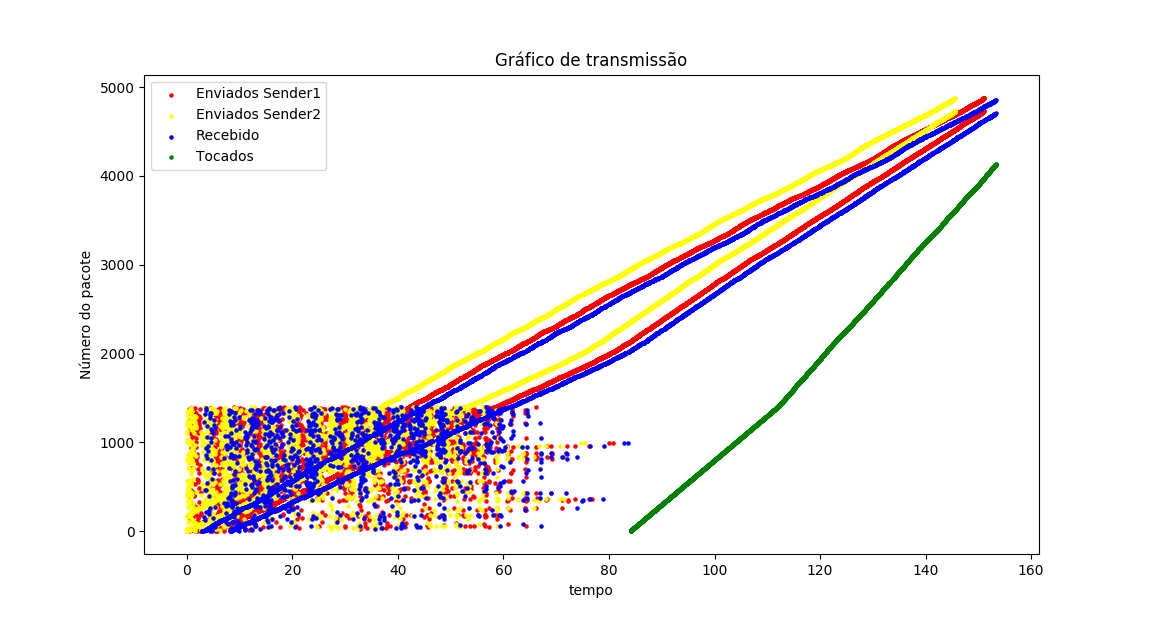 Gráfico de transmissão
Enviados Sender1
Enviados Sender2
Recebido
Tocados
Número do pacote
5000
4000
3000
2000
1000
0
0 20 40 60 80 100 120 140 160
tempo